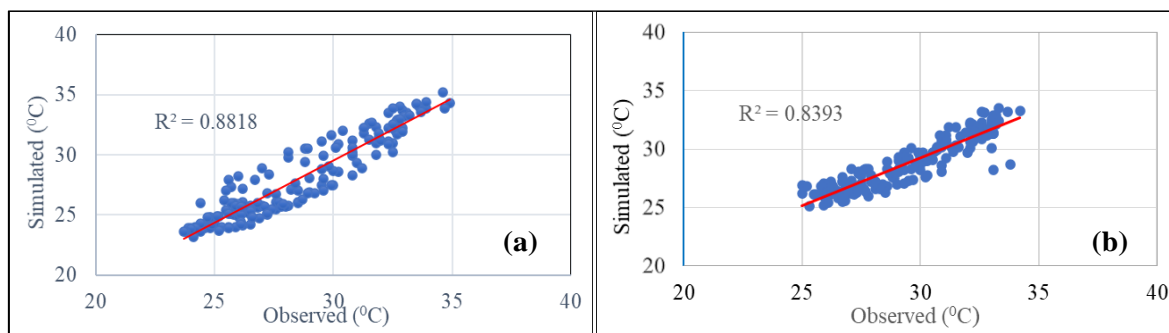 40
35
30
25
20
Simulated (⁰C)
R² = 0.8818
(a)
20 25 30 35 40
Observed (⁰C)
40
35
30
25
20
Simulated (⁰C)
R² = 0.8393
(b)
20 25 30 35 40
Observed (⁰C)